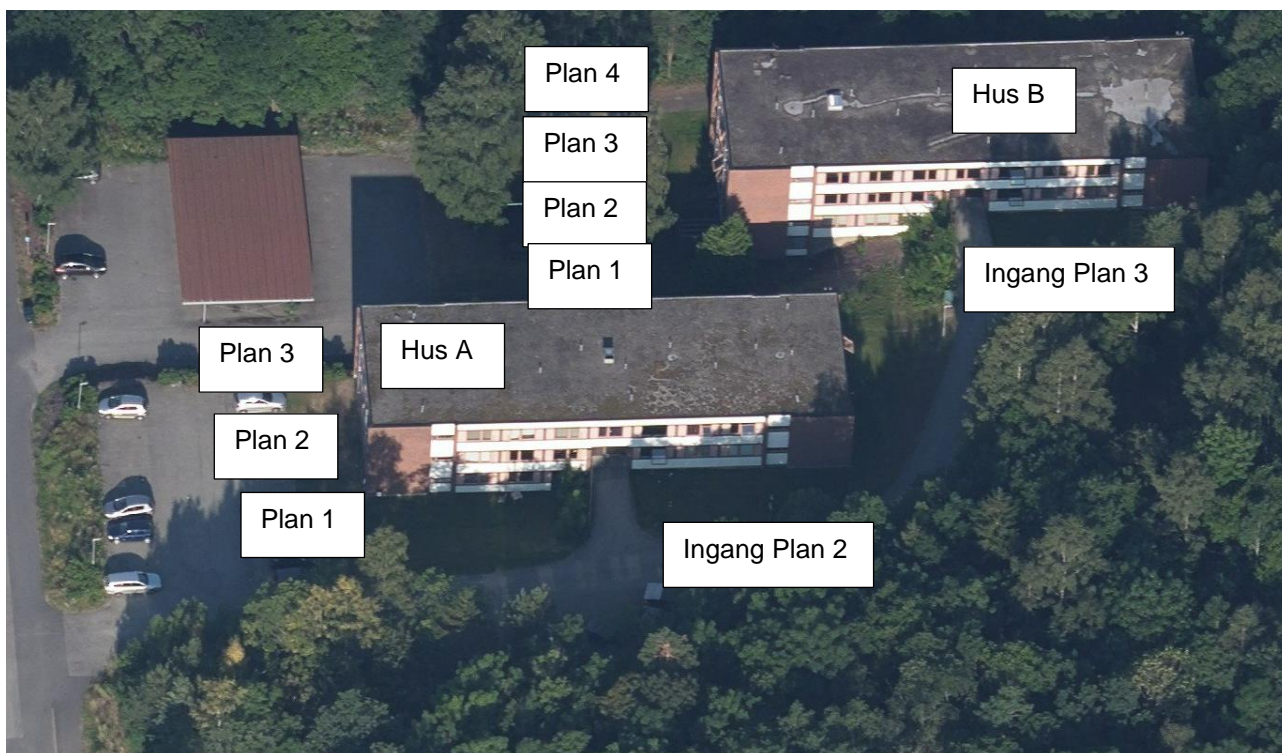 Plan 4
Hus B
Plan 3
Plan 2
Plan 1
Ingang Plan 3
Plan 3
Hus A
Plan 2
Plan 1
Ingang Plan 2